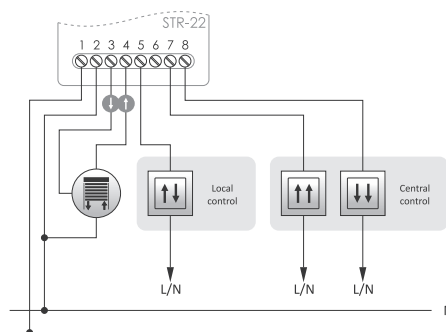 STR-22
1 2 3 4 5 6 7 8
Local
control
Central
control
L/N
L/N
L/N